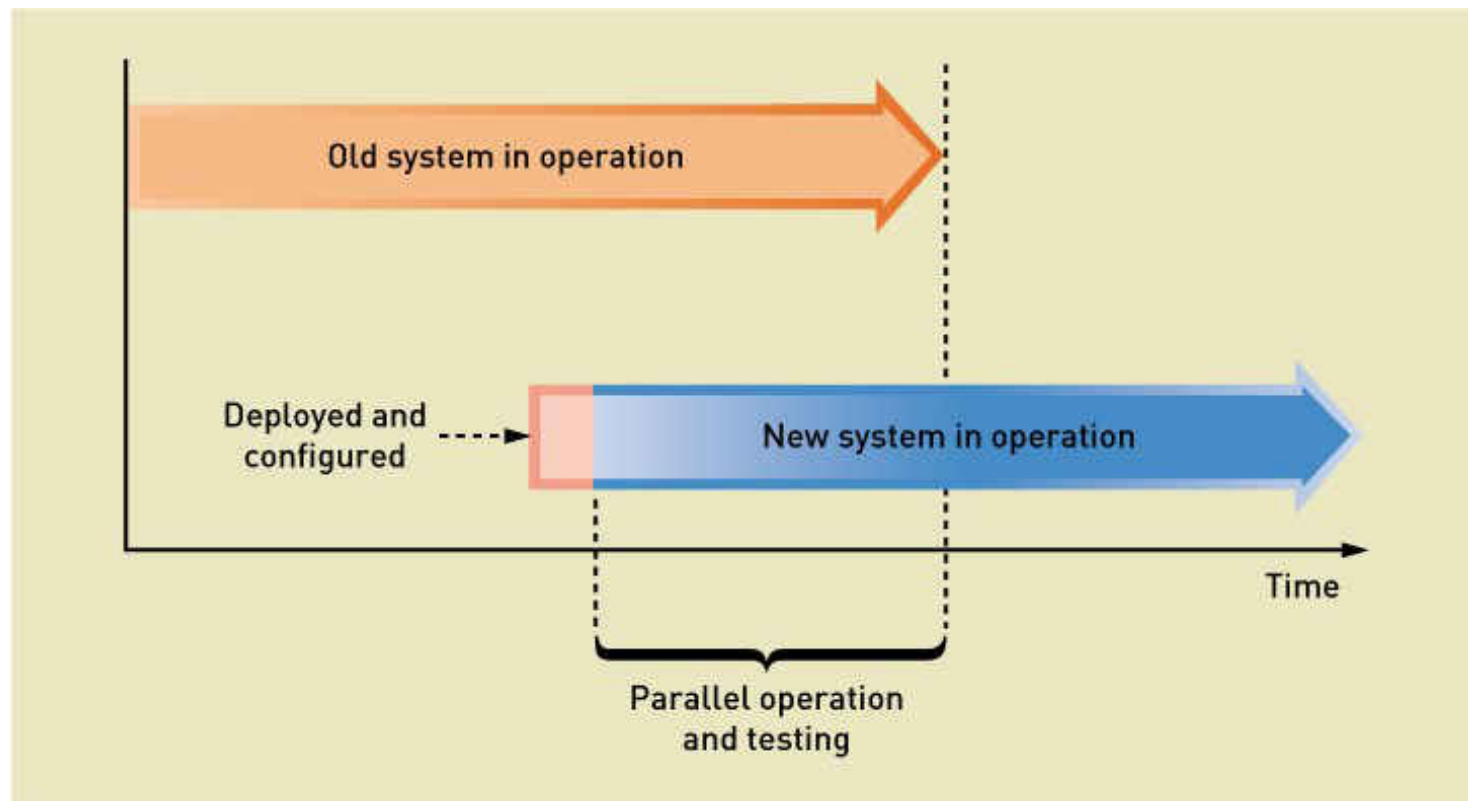 Old system in operation
Deployed and
configured
New system in operation
Time
Parallel operation
and testing